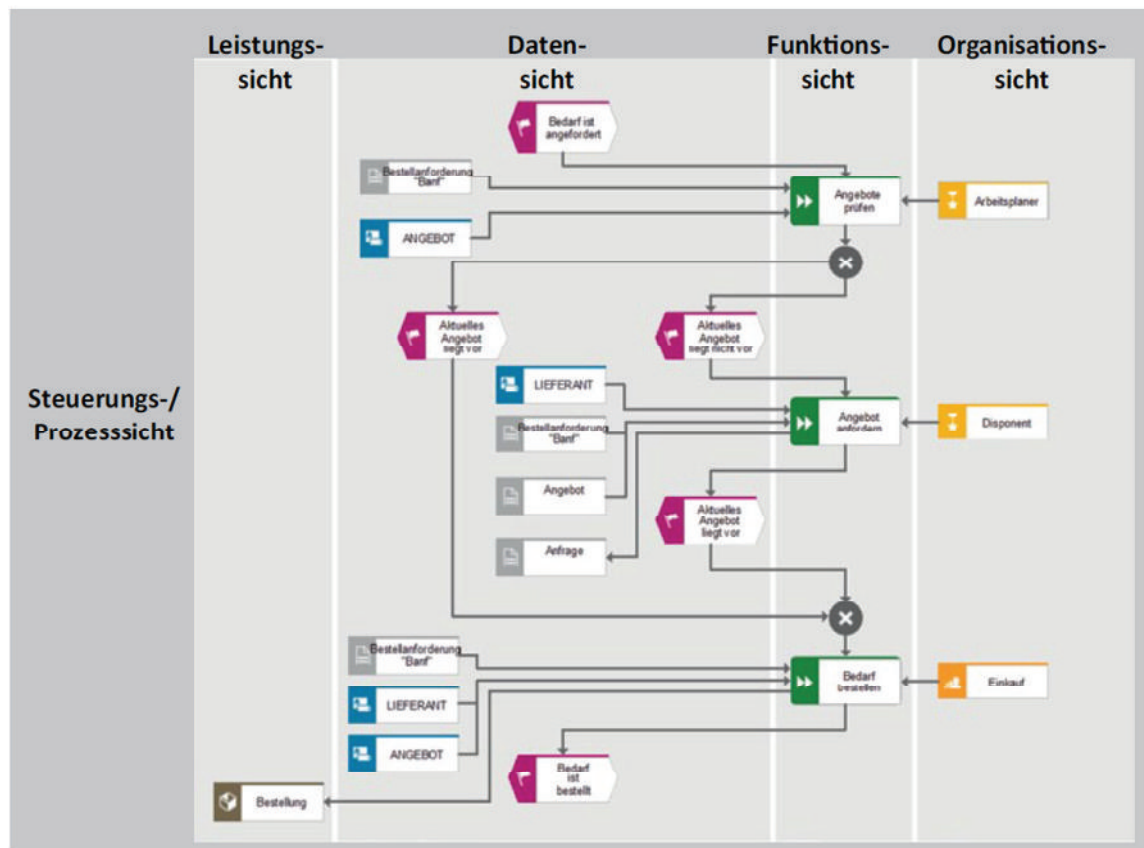 Leistungs-
sicht
Daten-
sicht
Funktions-
sicht
Organisations-
sicht
Steuerungs-/
Prozesssicht
Bedarf ist
angefordert
Bestellanforderung
"Banf"
ANGEBOT
Angebote
prüfen
Arbeitsplaner
Aktuelles
Angebot
liegt vor
Aktuelles
Angebot
liegt nicht vor
LIEFERANT
Bestellanforderung
"Banf"
Angebot
Anfrage
Angebot
anfordern
Disponent
Aktuelles
Angebot
liegt vor
Bestellanforderung
"Banf"
LIEFERANT
ANGEBOT
Bedarf
bestellen
Einkauf
Bedarf
ist
bestellt
Bestellung